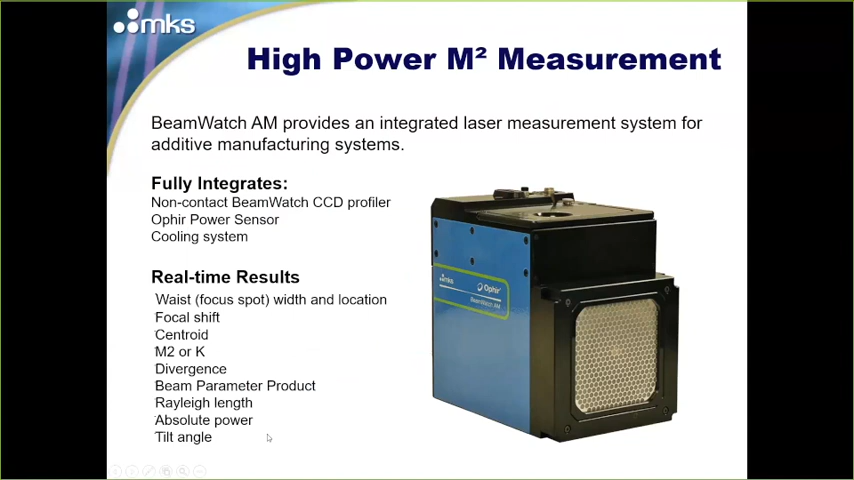 mks
High Power M² Measurement
BeamWatch AM provides an integrated laser measurement system for
additive manufacturing systems.
Fully Integrates:
Non-contact BeamWatch CCD profiler
Ophir Power Sensor
Cooling system
Real-time Results
Waist (focus spot) width and location
Focal shift
Centroid
M2 or K
Divergence
Beam Parameter Product
Rayleigh length
Absolute power
Tilt angle
mks
Ophir
BeamWatch AM